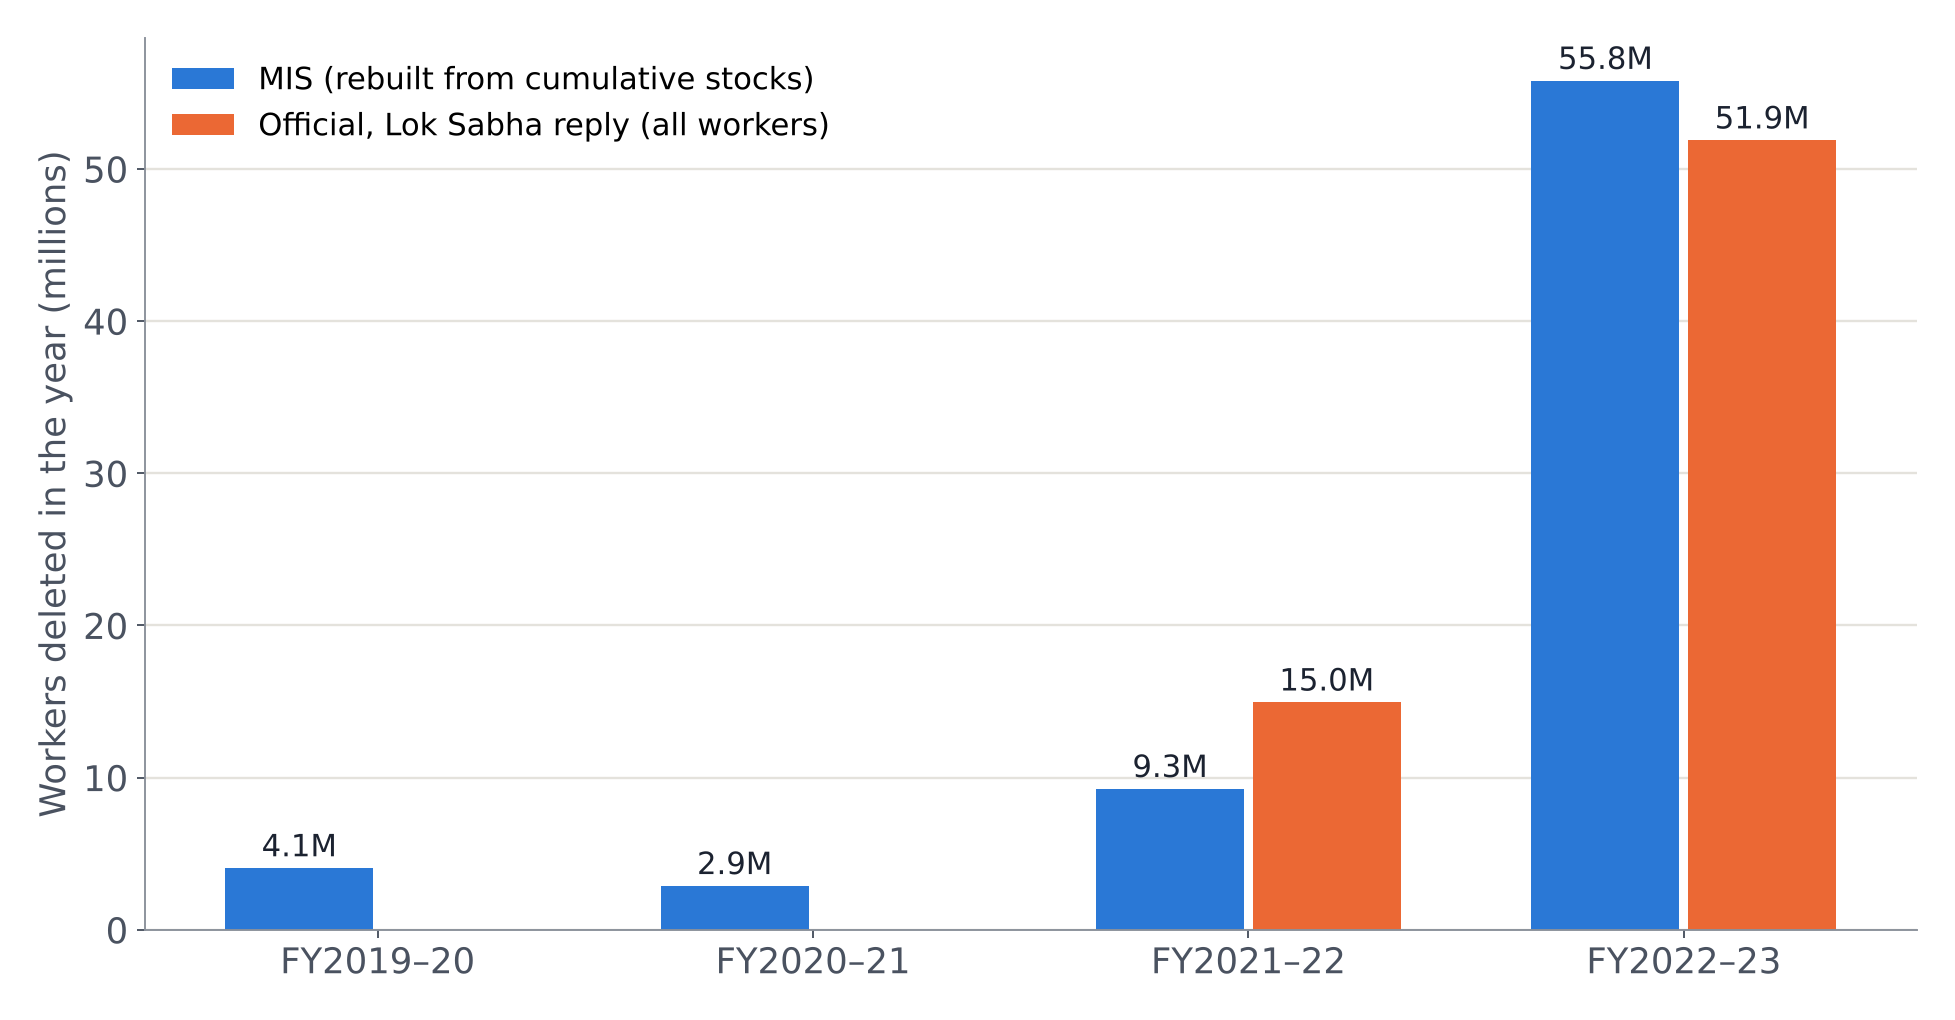 MIS (rebuilt from cumulative stocks)
Official, Lok Sabha reply (all workers)
Workers deleted in the year (millions)
50
40
30
20
10
0
4.1M
2.9M
9.3M
15.0M
55.8M
51.9M
FY2019–20
FY2020–21
FY2021–22
FY2022–23